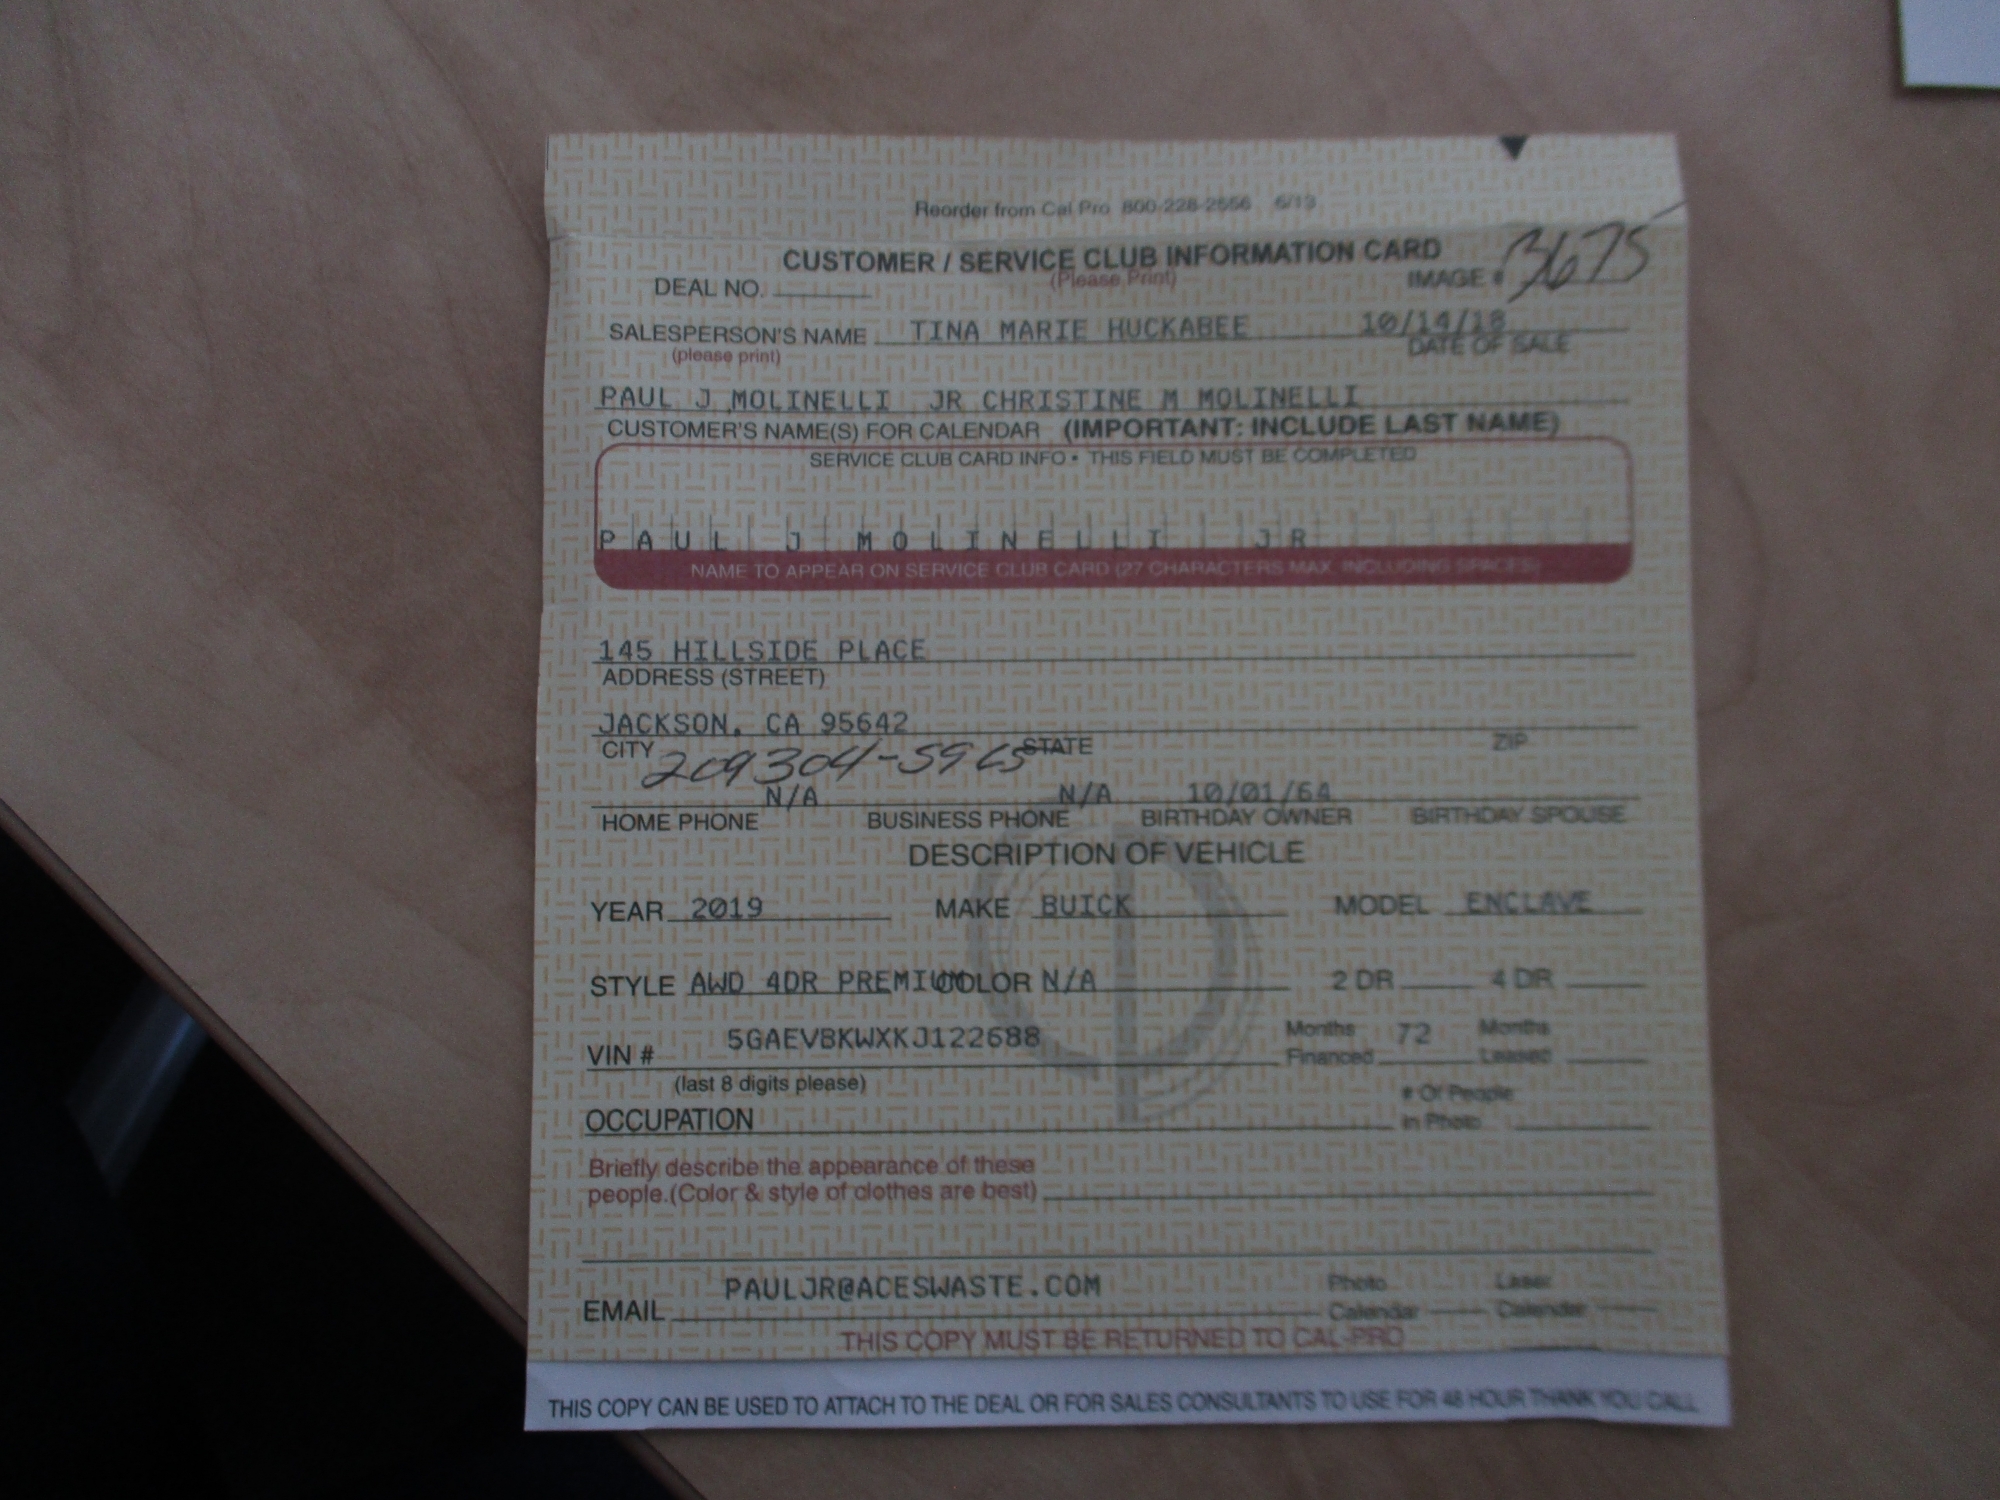 Reorder from Cal Pro 800-228-2556 6/13
CUSTOMER / SERVICE CLUB INFORMATION CARD
(Please Print)
DEAL NO. IMAGE # 3675
SALESPERSON'S NAME TINA MARIE HUCKABEE 10/14/18
(please print) DATE OF SALE
PAUL J MOLINELLI JR CHRISTINE M MOLINELLI
CUSTOMER'S NAME(S) FOR CALENDAR (IMPORTANT: INCLUDE LAST NAME)
SERVICE CLUB CARD INFO • THIS FIELD MUST BE COMPLETED
PAUL J MOLINELLI JR
NAME TO APPEAR ON SERVICE CLUB CARD (27 CHARACTERS MAX. INCLUDING SPACES)
145 HILLSIDE PLACE
ADDRESS (STREET)
JACKSON, CA 95642
CITY STATE ZIP
209 304-5965
N/A N/A 10/01/64
HOME PHONE BUSINESS PHONE BIRTHDAY OWNER BIRTHDAY SPOUSE
DESCRIPTION OF VEHICLE
YEAR 2019 MAKE BUICK MODEL ENCLAVE
STYLE AWD 4DR PREMIUM COLOR N/A 2 DR 4 DR
VIN # 5GAEVBKWXKJ122688 Months Financed 72 Months Leased
(last 8 digits please)
OCCUPATION # Of People in Photo
Briefly describe the appearance of these
people.(Color & style of clothes are best)
EMAIL PAULJR@ACESWASTE.COM Photo Calendar Laser Calendar
THIS COPY MUST BE RETURNED TO CAL-PRO
THIS COPY CAN BE USED TO ATTACH TO THE DEAL OR FOR SALES CONSULTANTS TO USE FOR 48 HOUR THANK YOU CALL